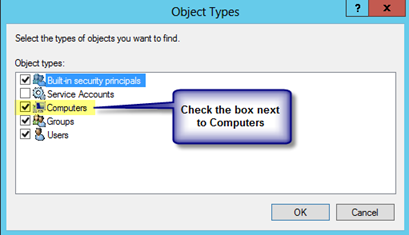 Object Types
?
Select the types of objects you want to find.
Object types:
Built-in security principals
Service Accounts
Computers
Groups
Users
Check the box next
to Computers
OK
Cancel